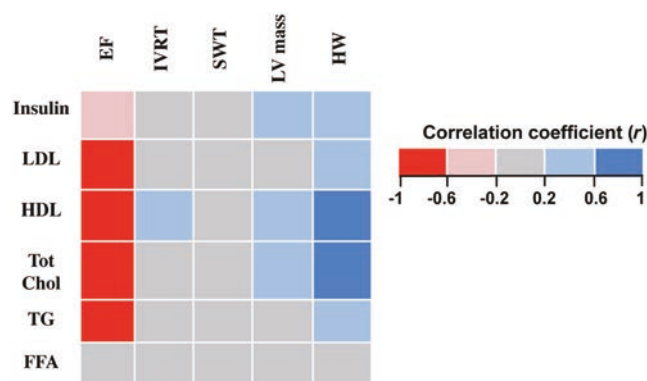 EF IVRT SWT LV mass HW
Insulin
LDL
HDL
Tot
Chol
TG
FFA
Correlation coefficient (r)
-1 -0.6 -0.2 0.2 0.6 1